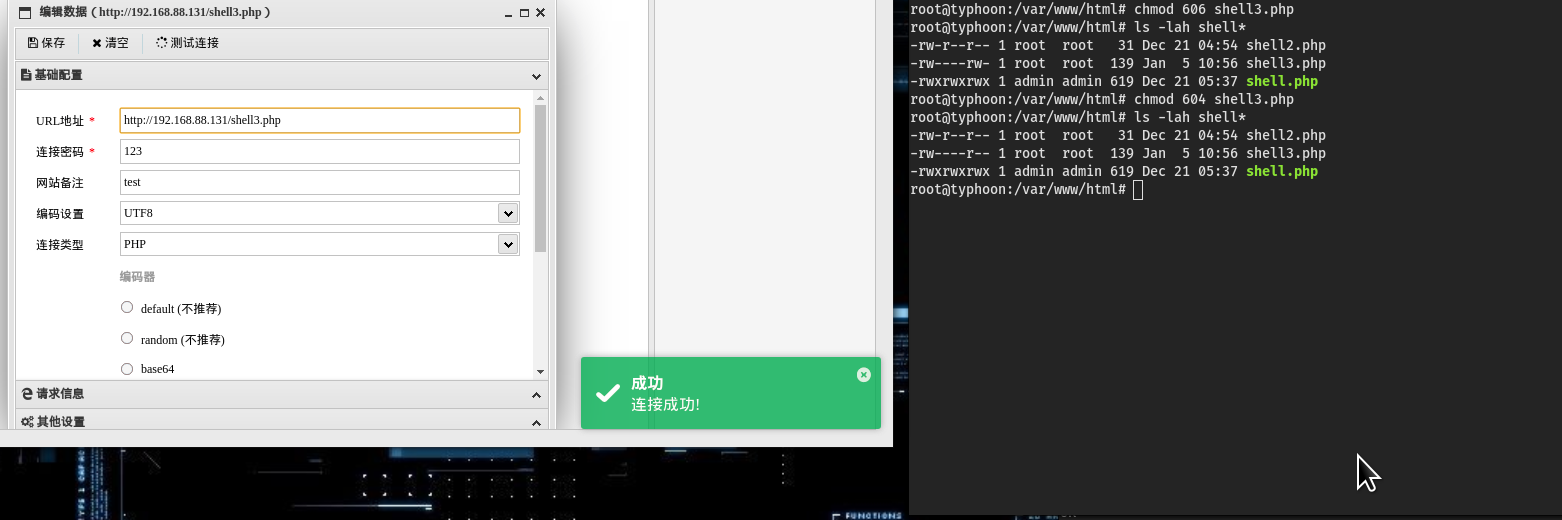 编辑数据 ( http://192.168.88.131/shell3.php )
保存 清空 测试连接
基础配置
URL地址 * http://192.168.88.131/shell3.php
连接密码 * 123
网站备注 test
编码设置 UTF8
连接类型 PHP
编码器
default (不推荐)
random (不推荐)
base64
请求信息
其他设置
成功
连接成功!
root@typhoon:/var/www/html# chmod 606 shell3.php
root@typhoon:/var/www/html# ls -lah shell*
-rw-r--r-- 1 root  root   31 Dec 21 04:54 shell2.php
-rw----rw- 1 root  root  139 Jan  5 10:56 shell3.php
-rwxrwxrwx 1 admin admin 619 Dec 21 05:37 shell.php
root@typhoon:/var/www/html# chmod 604 shell3.php
root@typhoon:/var/www/html# ls -lah shell*
-rw-r--r-- 1 root  root   31 Dec 21 04:54 shell2.php
-rw----r-- 1 root  root  139 Jan  5 10:56 shell3.php
-rwxrwxrwx 1 admin admin 619 Dec 21 05:37 shell.php
root@typhoon:/var/www/html#
FUNCTIONS